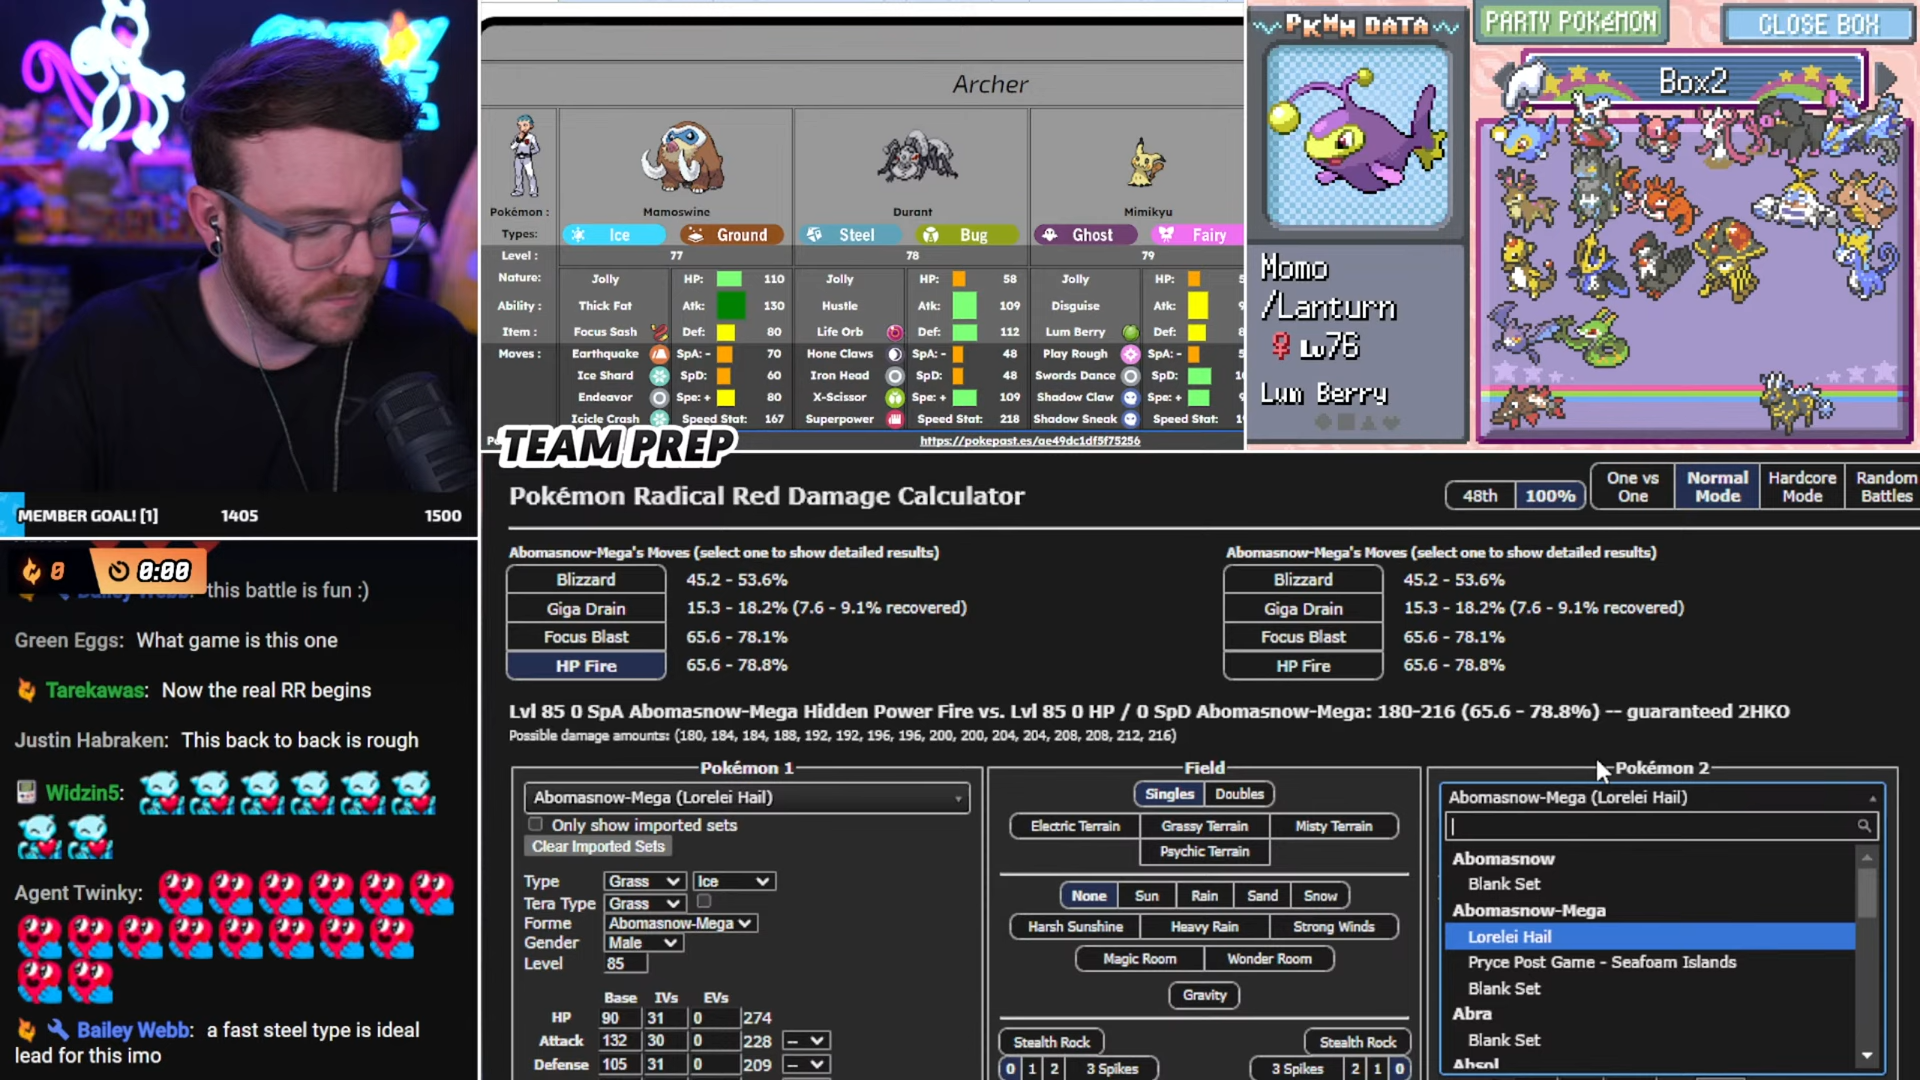 Archer
Pokémon :
Mamoswine
Durant
Mimikyu
Types:
Ice
Ground
Steel
Bug
Ghost
Fairy
Level :
77
78
79
Nature:
Jolly
HP:
110
Jolly
HP:
58
Jolly
HP:
Ability :
Thick Fat
Atk:
130
Hustle
Atk:
109
Disguise
Atk:
Item :
Focus Sash
Def:
80
Life Orb
Def:
112
Lum Berry
Def:
Moves :
Earthquake
SpA: -
70
Hone Claws
SpA: -
48
Play Rough
SpA: -
Ice Shard
SpD:
60
Iron Head
SpD:
48
Swords Dance
SpD:
Endeavor
Spe: +
80
X-Scissor
Spe: +
109
Shadow Claw
Spe: +
Icicle Crash
Speed Stat:
167
Superpower
Speed Stat:
218
Shadow Sneak
Speed Stat:
https://pokepast.es/ae49dc1df5f75256
TEAM PREP
PKMN DATA
Momo
/Lanturn
♀ Lv76
Lum Berry
PARTY POKéMON
CLOSE BOX
Box2
MEMBER GOAL! [1]
1405
1500
0
0:00
Bailey Webb: this battle is fun :)
Green Eggs: What game is this one
Tarekawas: Now the real RR begins
Justin Habraken: This back to back is rough
Widzin5:
Agent Twinky:
Bailey Webb: a fast steel type is ideal
lead for this imo
Pokémon Radical Red Damage Calculator
48th
100%
One vs
One
Normal
Mode
Hardcore
Mode
Random
Battles
Abomasnow-Mega's Moves (select one to show detailed results)
Blizzard 45.2 - 53.6%
Giga Drain 15.3 - 18.2% (7.6 - 9.1% recovered)
Focus Blast 65.6 - 78.1%
HP Fire 65.6 - 78.8%
Abomasnow-Mega's Moves (select one to show detailed results)
Blizzard 45.2 - 53.6%
Giga Drain 15.3 - 18.2% (7.6 - 9.1% recovered)
Focus Blast 65.6 - 78.1%
HP Fire 65.6 - 78.8%
Lvl 85 0 SpA Abomasnow-Mega Hidden Power Fire vs. Lvl 85 0 HP / 0 SpD Abomasnow-Mega: 180-216 (65.6 - 78.8%) -- guaranteed 2HKO
Possible damage amounts: (180, 184, 184, 188, 192, 192, 196, 196, 200, 200, 204, 204, 208, 208, 212, 216)
Pokémon 1
Abomasnow-Mega (Lorelei Hail)
Only show imported sets
Clear Imported Sets
Type Grass Ice
Tera Type Grass
Forme Abomasnow-Mega
Gender Male
Level 85
Base IVs EVs
HP 90 31 0 274
Attack 132 30 0 228 --
Defense 105 31 0 209 --
Field
Singles Doubles
Electric Terrain Grassy Terrain Misty Terrain
Psychic Terrain
None Sun Rain Sand Snow
Harsh Sunshine Heavy Rain Strong Winds
Magic Room Wonder Room
Gravity
Stealth Rock Stealth Rock
0 1 2 3 Spikes 3 Spikes 2 1 0
Pokémon 2
Abomasnow-Mega (Lorelei Hail)
Abomasnow
Blank Set
Abomasnow-Mega
Lorelei Hail
Pryce Post Game - Seafoam Islands
Blank Set
Abra
Blank Set
Absol